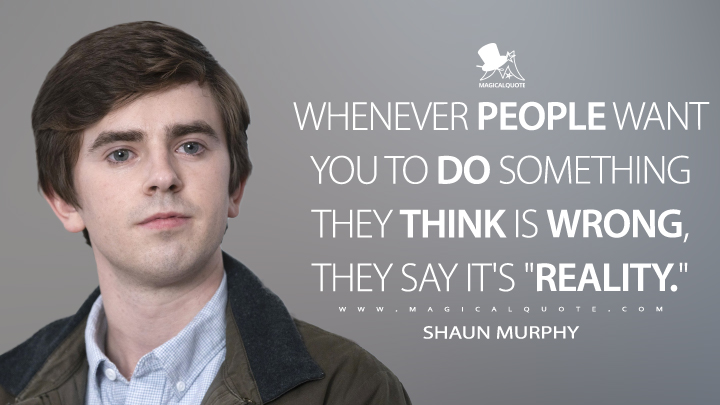 MAGICALQUOTE
WHENEVER PEOPLE WANT
YOU TO DO SOMETHING
THEY THINK IS WRONG,
THEY SAY IT'S "REALITY."
WWW.MAGICALQUOTE.COM
SHAUN MURPHY